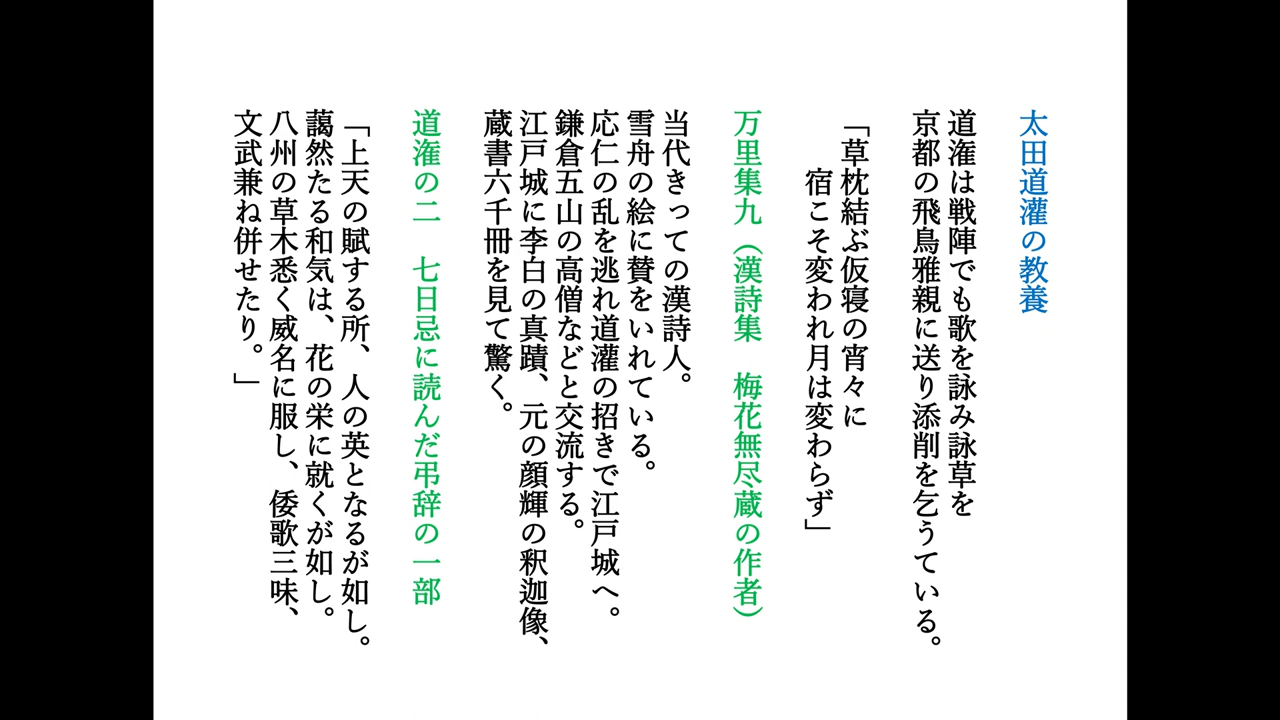 太田道灌の教養
道潅は戦陣でも歌を詠み詠草を
京都の飛鳥雅親に送り添削を乞うている。
「草枕結ぶ仮寝の宵々に
宿こそ変われ月は変わらず」
万里集九（漢詩集　梅花無尽蔵の作者）
当代きっての漢詩人。
雪舟の絵に賛をいれている。
応仁の乱を逃れ道灌の招きで江戸城へ。
鎌倉五山の高僧などと交流する。
江戸城に李白の真蹟、元の顔輝の釈迦像、
蔵書六千冊を見て驚く。
道潅の二　七日忌に読んだ弔辞の一部
「上天の賦する所、人の英となるが如し。
藹然たる和気は、花の栄に就くが如し。
八州の草木悉く威名に服し、倭歌三味、
文武兼ね併せたり。」